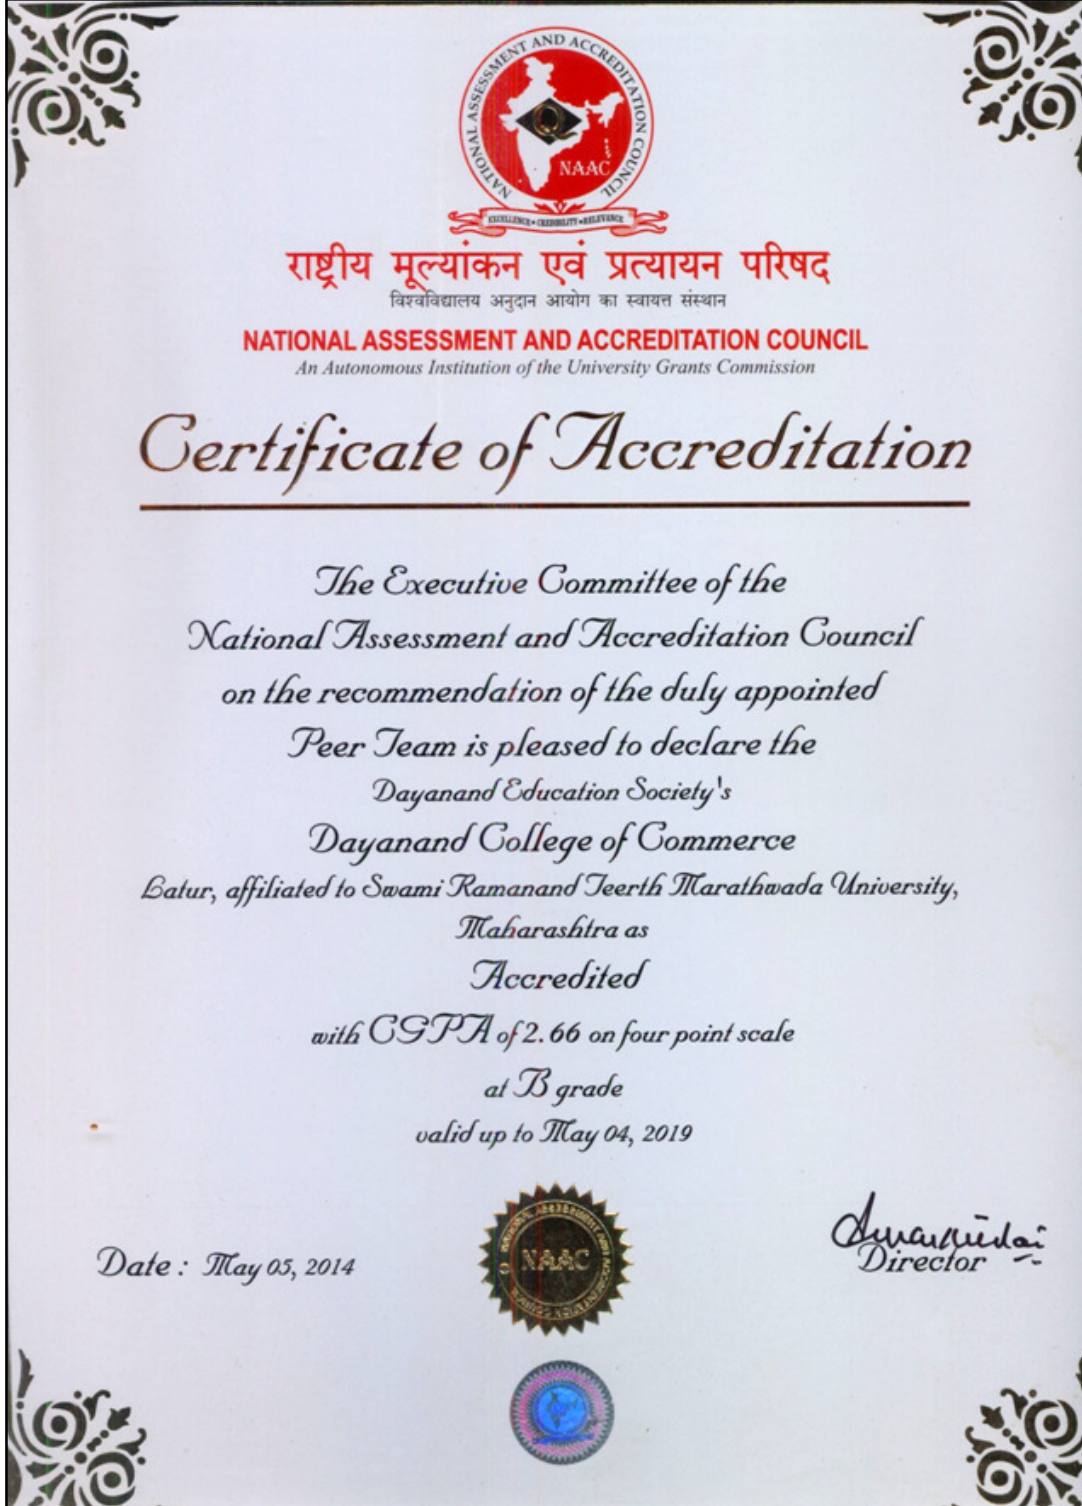 NATIONAL ASSESSMENT AND ACCREDITATION COUNCIL
NAAC
EXCELLENCE • CREDIBILITY • RELEVANCE
राष्ट्रीय मूल्यांकन एवं प्रत्यायन परिषद
विश्वविद्यालय अनुदान आयोग का स्वायत्त संस्थान
NATIONAL ASSESSMENT AND ACCREDITATION COUNCIL
An Autonomous Institution of the University Grants Commission
Certificate of Accreditation
The Executive Committee of the
National Assessment and Accreditation Council
on the recommendation of the duly appointed
Peer Team is pleased to declare the
Dayanand Education Society's
Dayanand College of Commerce
Latur, affiliated to Swami Ramanand Teerth Marathwada University,
Maharashtra as
Accredited
with CGPA of 2.66 on four point scale
at B grade
valid up to May 04, 2019
Date : May 05, 2014
NATIONAL ASSESSMENT AND ACCREDITATION COUNCIL
NAAC
Director